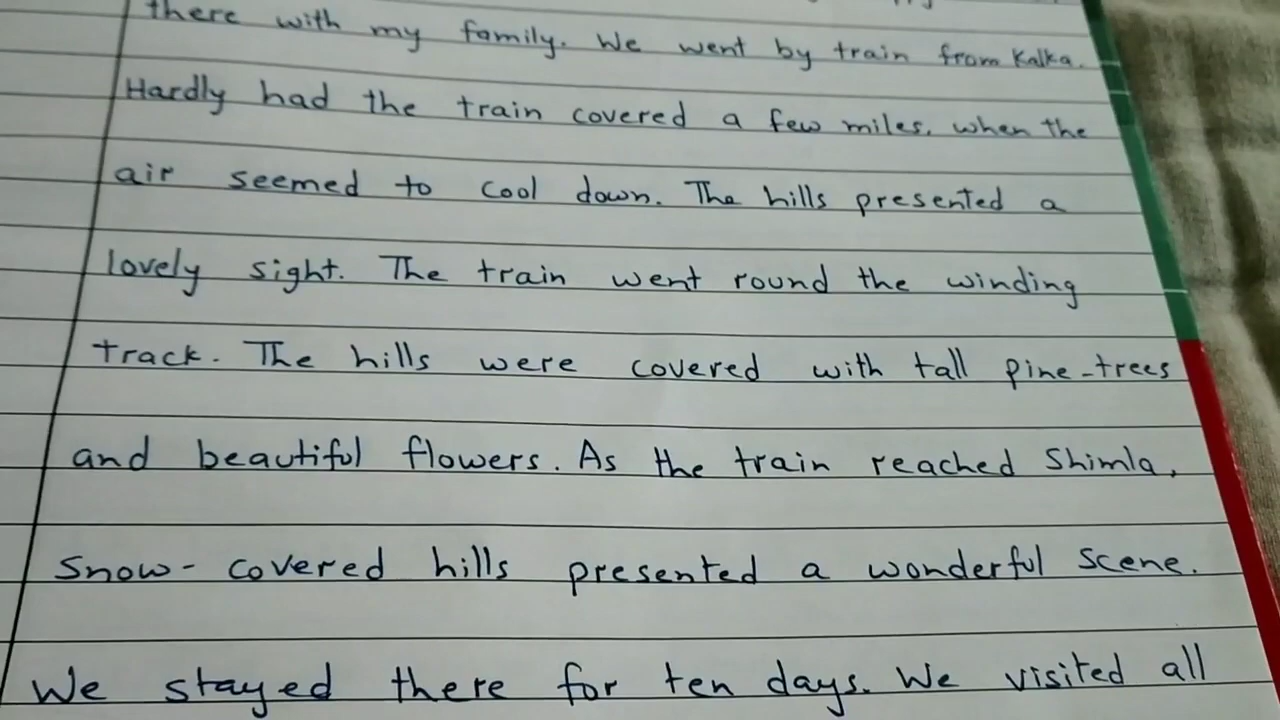 there with my family. We went by train from Kalka.
Hardly had the train covered a few miles, when the
air seemed to cool down. The hills presented a
lovely sight. The train went round the winding
track. The hills were covered with tall pine-trees
and beautiful flowers. As the train reached Shimla,
Snow-covered hills presented a wonderful scene.
We stayed there for ten days. We visited all